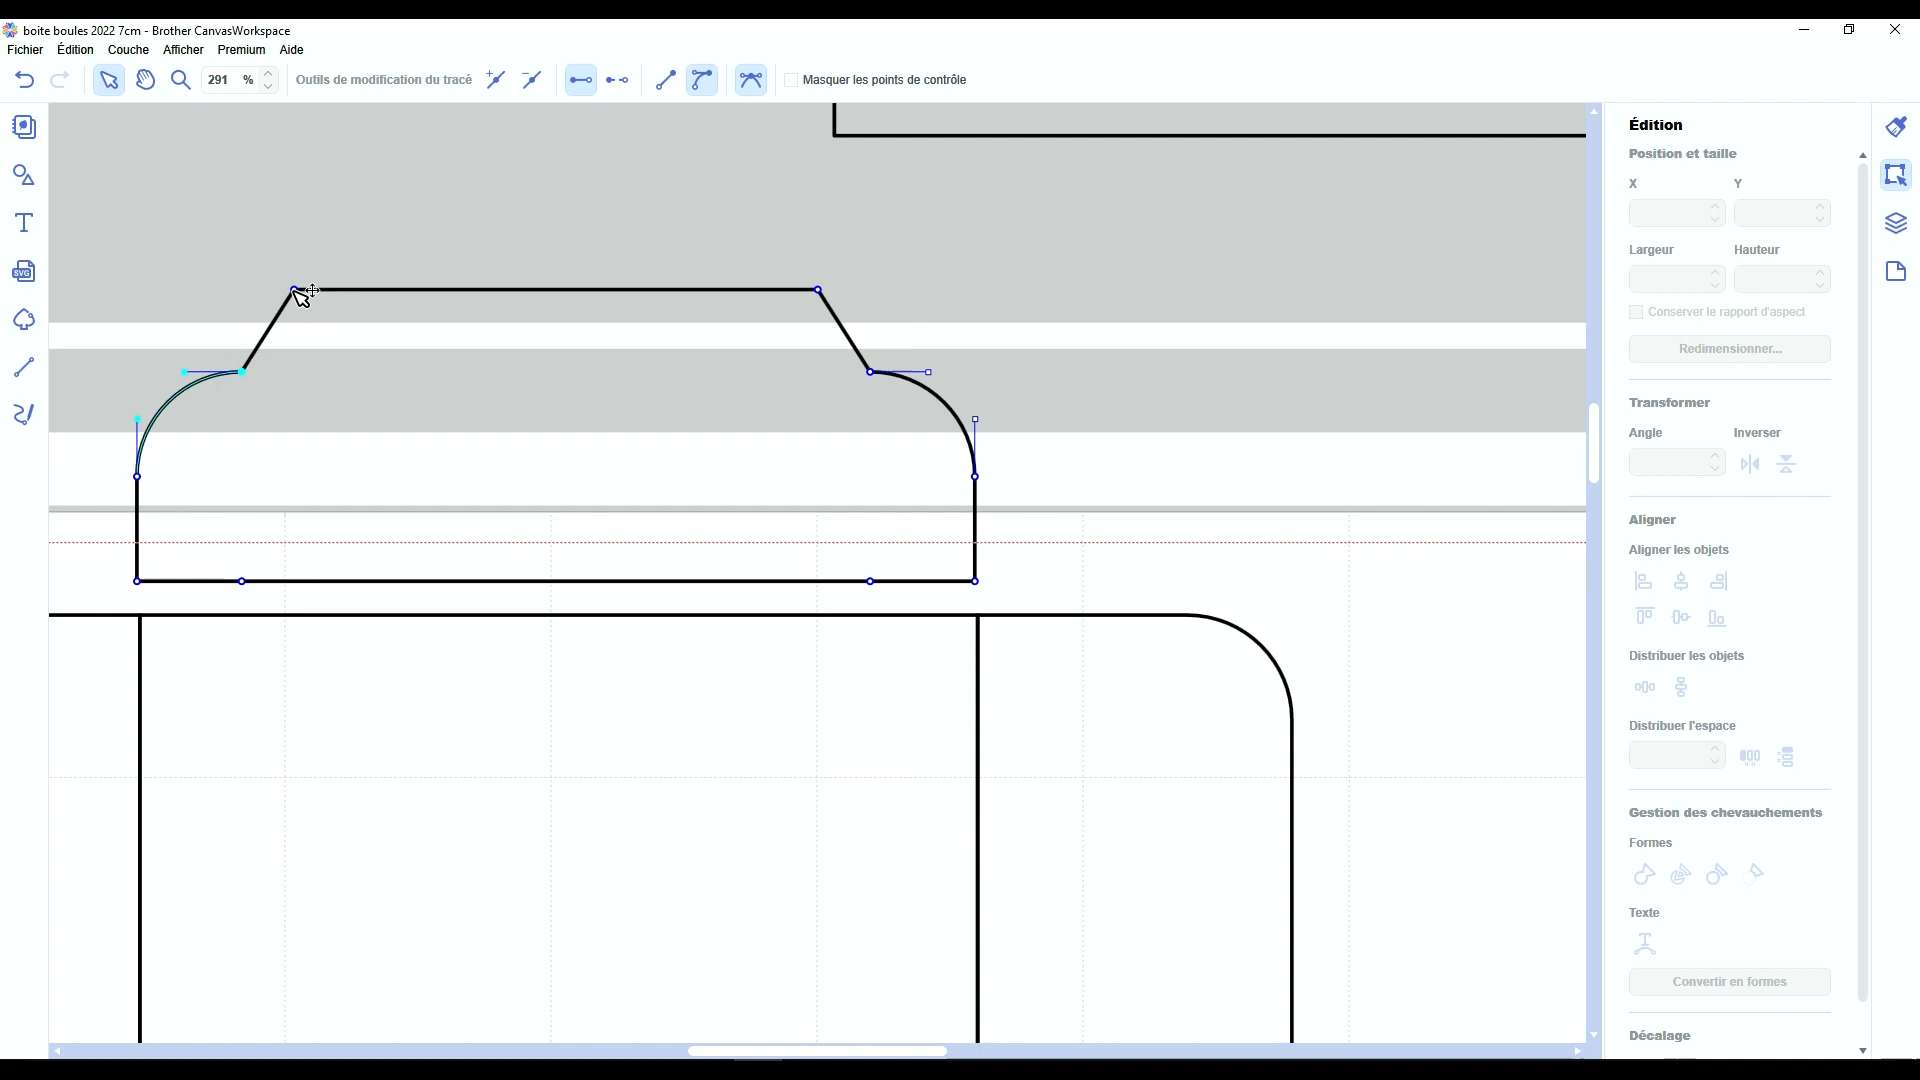 boite boules 2022 7cm - Brother CanvasWorkspace
Fichier Édition Couche Afficher Premium Aide
291 % Outils de modification du tracé Masquer les points de contrôle
T
SVG
Édition
Position et taille
X Y
Largeur Hauteur
Conserver le rapport d'aspect
Redimensionner...
Transformer
Angle Inverser
Aligner
Aligner les objets
Distribuer les objets
Distribuer l'espace
Gestion des chevauchements
Formes
Texte
Convertir en formes
Décalage